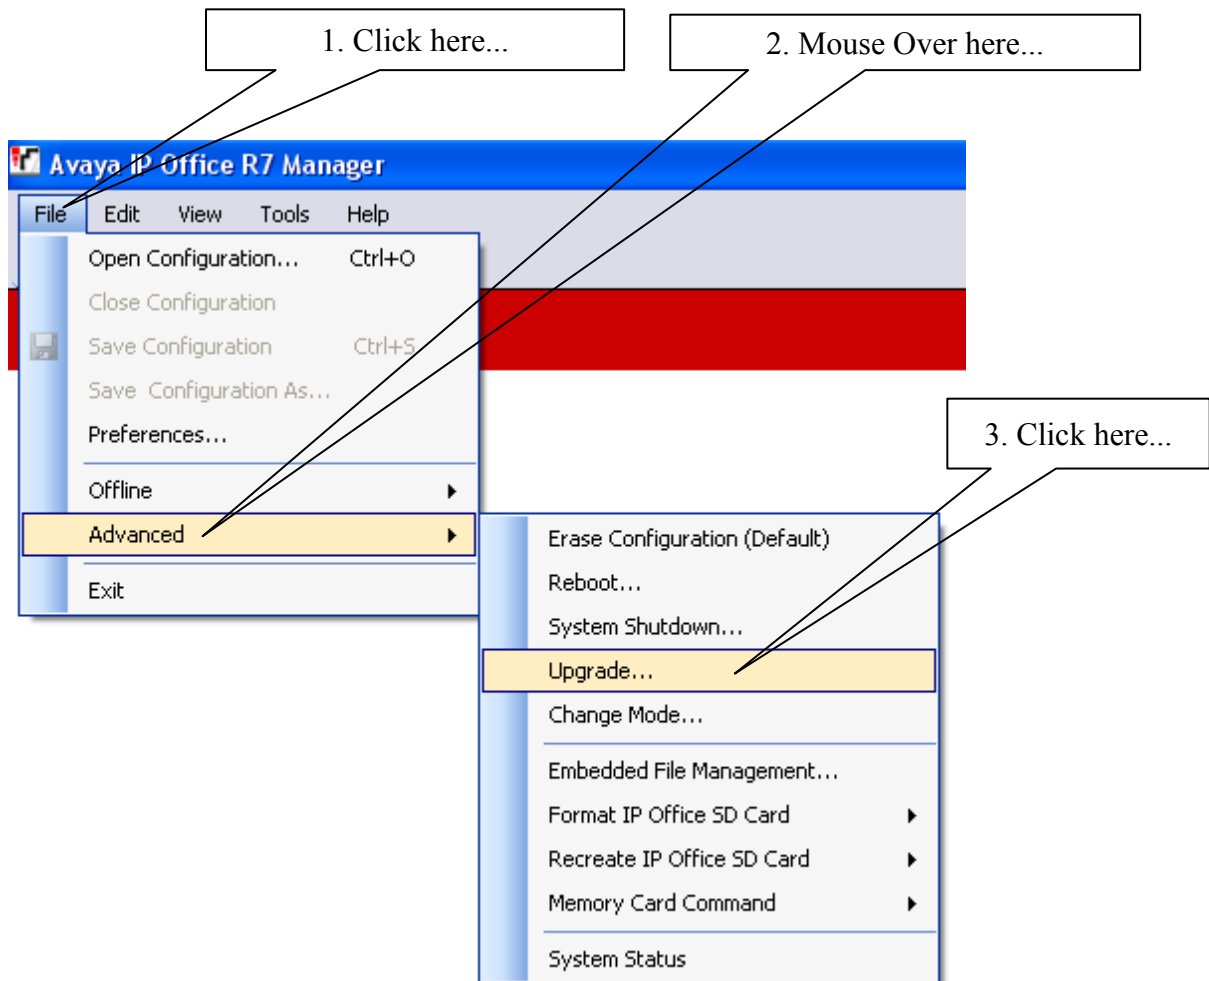 1. Click here...
2. Mouse Over here...
Avaya IP Office R7 Manager
File Edit View Tools Help
Open Configuration... Ctrl+O
Close Configuration
Save Configuration Ctrl+S
Save Configuration As...
Preferences...
3. Click here...
Offline
Advanced
Erase Configuration (Default)
Exit
Reboot...
System Shutdown...
Upgrade...
Change Mode...
Embedded File Management...
Format IP Office SD Card
Recreate IP Office SD Card
Memory Card Command
System Status